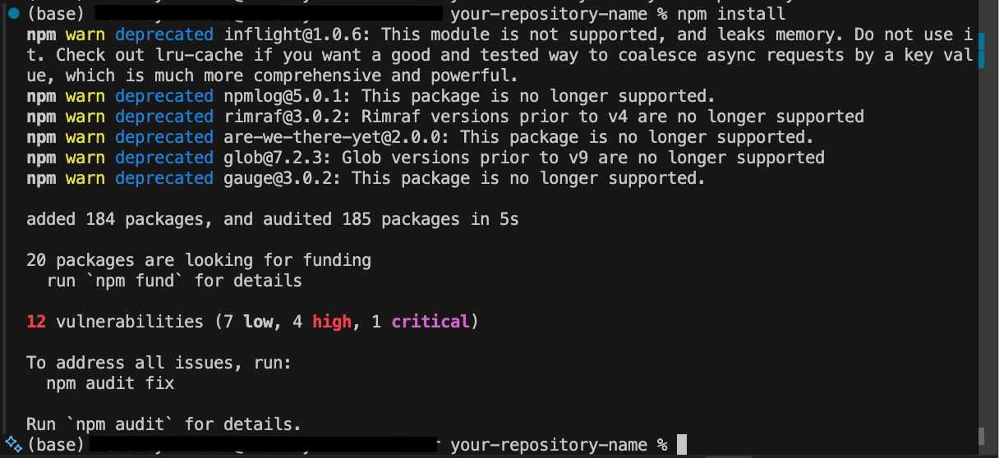 (base) your-repository-name % npm install
npm warn deprecated inflight@1.0.6: This module is not supported, and leaks memory. Do not use i
t. Check out lru-cache if you want a good and tested way to coalesce async requests by a key val
ue, which is much more comprehensive and powerful.
npm warn deprecated npmlog@5.0.1: This package is no longer supported.
npm warn deprecated rimraf@3.0.2: Rimraf versions prior to v4 are no longer supported
npm warn deprecated are-we-there-yet@2.0.0: This package is no longer supported.
npm warn deprecated glob@7.2.3: Glob versions prior to v9 are no longer supported
npm warn deprecated gauge@3.0.2: This package is no longer supported.
added 184 packages, and audited 185 packages in 5s
20 packages are looking for funding
run `npm fund` for details
12 vulnerabilities (7 low, 4 high, 1 critical)
To address all issues, run:
npm audit fix
Run `npm audit` for details.
(base) your-repository-name %